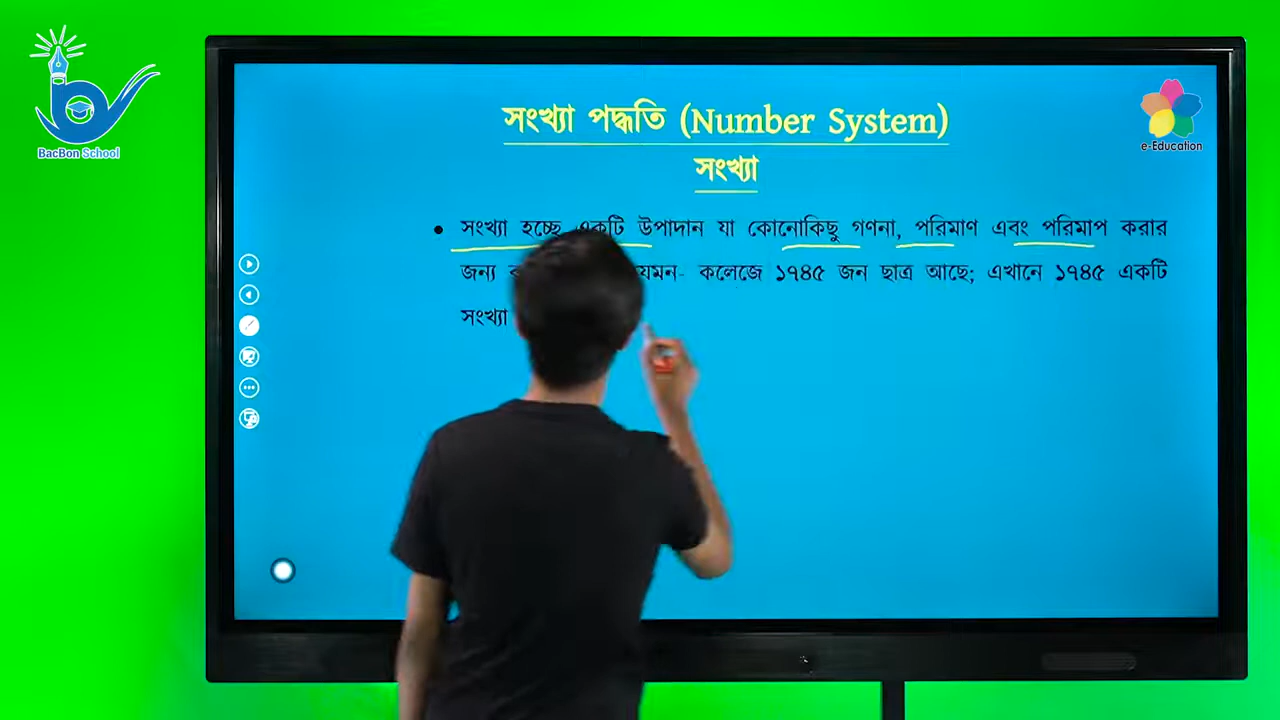 BacBon School
e-Education
সংখ্যা পদ্ধতি (Number System)
সংখ্যা
• সংখ্যা হচ্ছে একটি উপাদান যা কোনোকিছু গণনা, পরিমাণ এবং পরিমাপ করার
জন্য কলেজে ১৭৪৫ জন ছাত্র আছে; এখানে ১৭৪৫ একটি
সংখ্যা